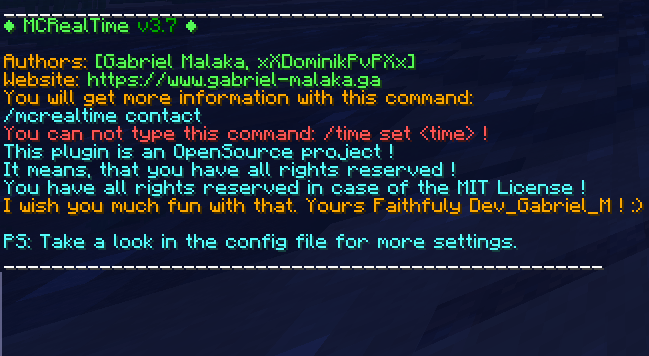 ____________________________________________________
♦ MCRealTime v3.7 ♦
Authors: [Gabriel Malaka, xXDominikPvPXx]
Website: https://www.gabriel-malaka.ga
You will get more information with this command:
/mcrealtime contact
You can not type this command: /time set <time> !
This plugin is an OpenSource project !
It means, that you have all rights reserved !
You have all rights reserved in case of the MIT License !
I wish you much fun with that. Yours Faithfuly Dev_Gabriel_M ! :)
PS: Take a look in the config file for more settings.
____________________________________________________